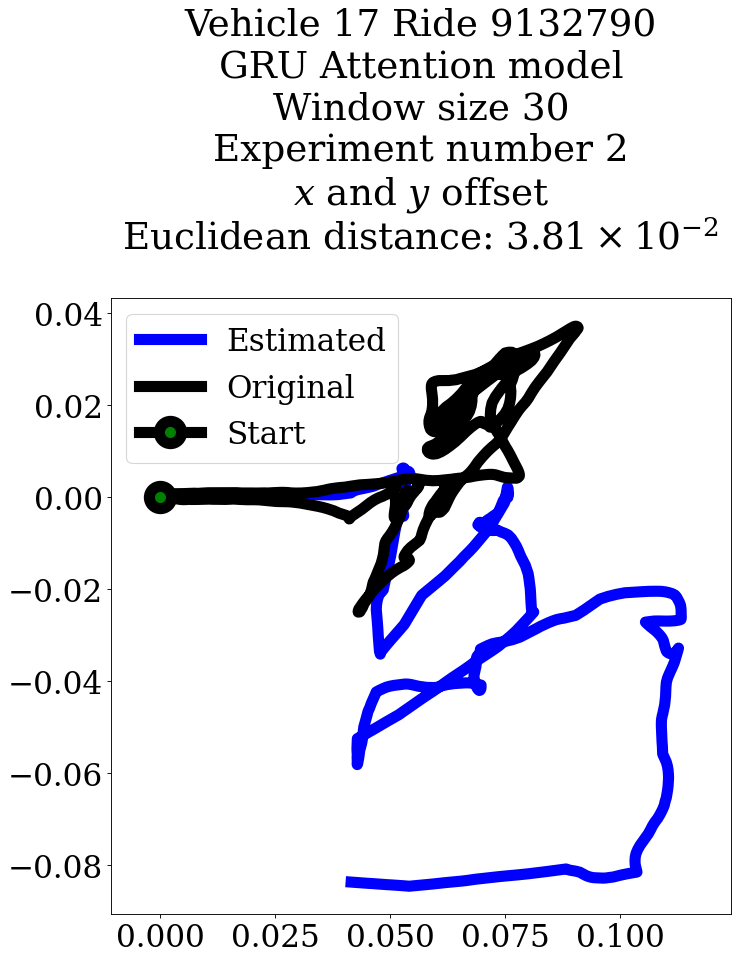 Vehicle 17 Ride 9132790
GRU Attention model
Window size 30
Experiment number 2
x and y offset
Euclidean distance: 3.81 × 10⁻²
0.04
0.02
0.00
−0.02
−0.04
−0.06
−0.08
Estimated
Original
Start
0.000 0.025 0.050 0.075 0.100